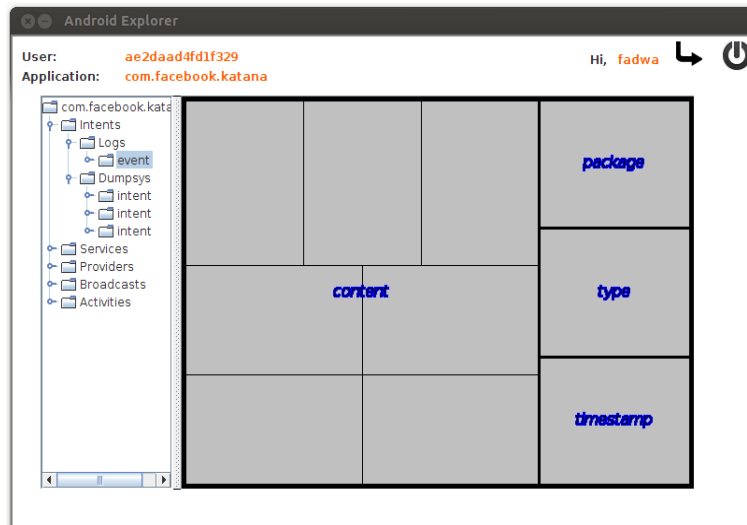 Android Explorer
User: ae2daad4fd1f329
Application: com.facebook.katana
Hi, fadwa
com.facebook.kata
Intents
Logs
event
Dumpsys
intent
intent
intent
Services
Providers
Broadcasts
Activities
content
package
type
timestamp